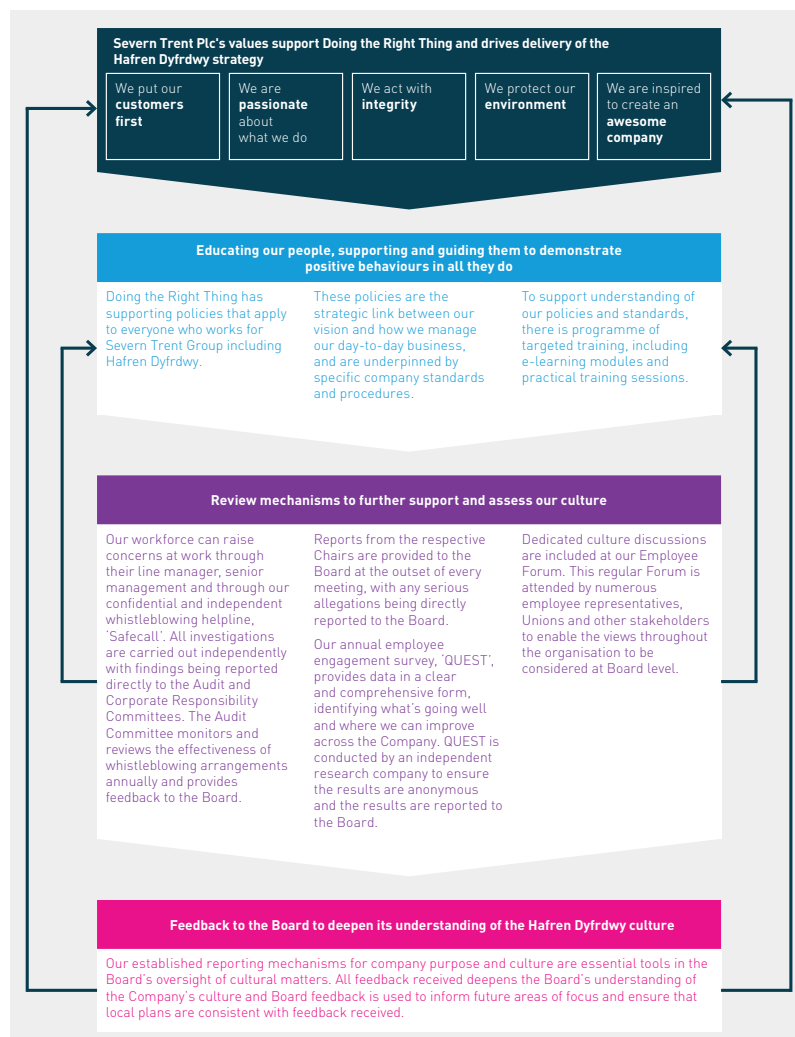 Severn Trent Plc's values support Doing the Right Thing and drives delivery of the
Hafren Dyfrdwy strategy
We put our
customers
first
We are
passionate
about
what we do
We act with
integrity
We protect our
environment
We are inspired
to create an
awesome
company
Educating our people, supporting and guiding them to demonstrate
positive behaviours in all they do
Doing the Right Thing has
supporting policies that apply
to everyone who works for
Severn Trent Group including
Hafren Dyfrdwy.
These policies are the
strategic link between our
vision and how we manage
our day-to-day business,
and are underpinned by
specific company standards
and procedures.
To support understanding of
our policies and standards,
there is programme of
targeted training, including
e-learning modules and
practical training sessions.
Review mechanisms to further support and assess our culture
Our workforce can raise
concerns at work through
their line manager, senior
management and through our
confidential and independent
whistleblowing helpline,
‘Safecall’. All investigations
are carried out independently
with findings being reported
directly to the Audit and
Corporate Responsibility
Committees. The Audit
Committee monitors and
reviews the effectiveness of
whistleblowing arrangements
annually and provides
feedback to the Board.
Reports from the respective
Chairs are provided to the
Board at the outset of every
meeting, with any serious
allegations being directly
reported to the Board.
Our annual employee
engagement survey, ‘QUEST’,
provides data in a clear
and comprehensive form,
identifying what’s going well
and where we can improve
across the Company. QUEST is
conducted by an independent
research company to ensure
the results are anonymous
and the results are reported to
the Board.
Dedicated culture discussions
are included at our Employee
Forum. This regular Forum is
attended by numerous
employee representatives,
Unions and other stakeholders
to enable the views throughout
the organisation to be
considered at Board level.
Feedback to the Board to deepen its understanding of the Hafren Dyfrdwy culture
Our established reporting mechanisms for company purpose and culture are essential tools in the
Board’s oversight of cultural matters. All feedback received deepens the Board’s understanding of
the Company’s culture and Board feedback is used to inform future areas of focus and ensure that
local plans are consistent with feedback received.